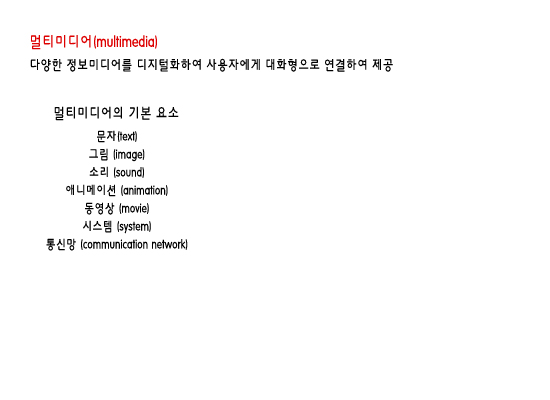 멀티미디어(multimedia)
다양한 정보미디어를 디지털화하여 사용자에게 대화형으로 연결하여 제공
멀티미디어의 기본 요소
문자(text)
그림 (image)
소리 (sound)
애니메이션 (animation)
동영상 (movie)
시스템 (system)
통신망 (communication network)